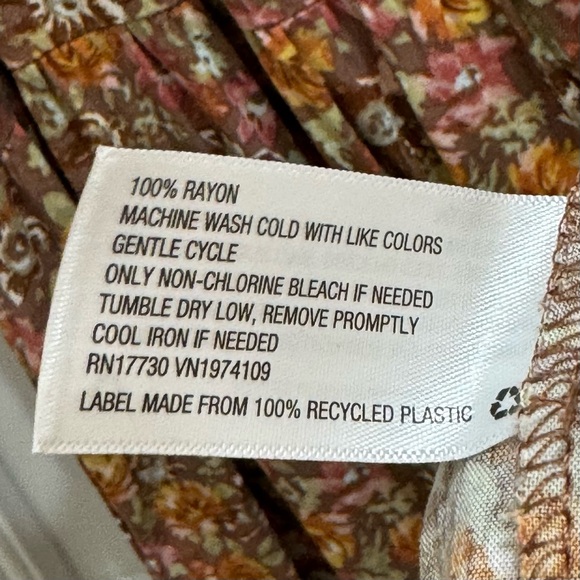 100% RAYON
MACHINE WASH COLD WITH LIKE COLORS
GENTLE CYCLE
ONLY NON-CHLORINE BLEACH IF NEEDED
TUMBLE DRY LOW, REMOVE PROMPTLY
COOL IRON IF NEEDED
RN17730 VN1974109
LABEL MADE FROM 100% RECYCLED PLASTIC